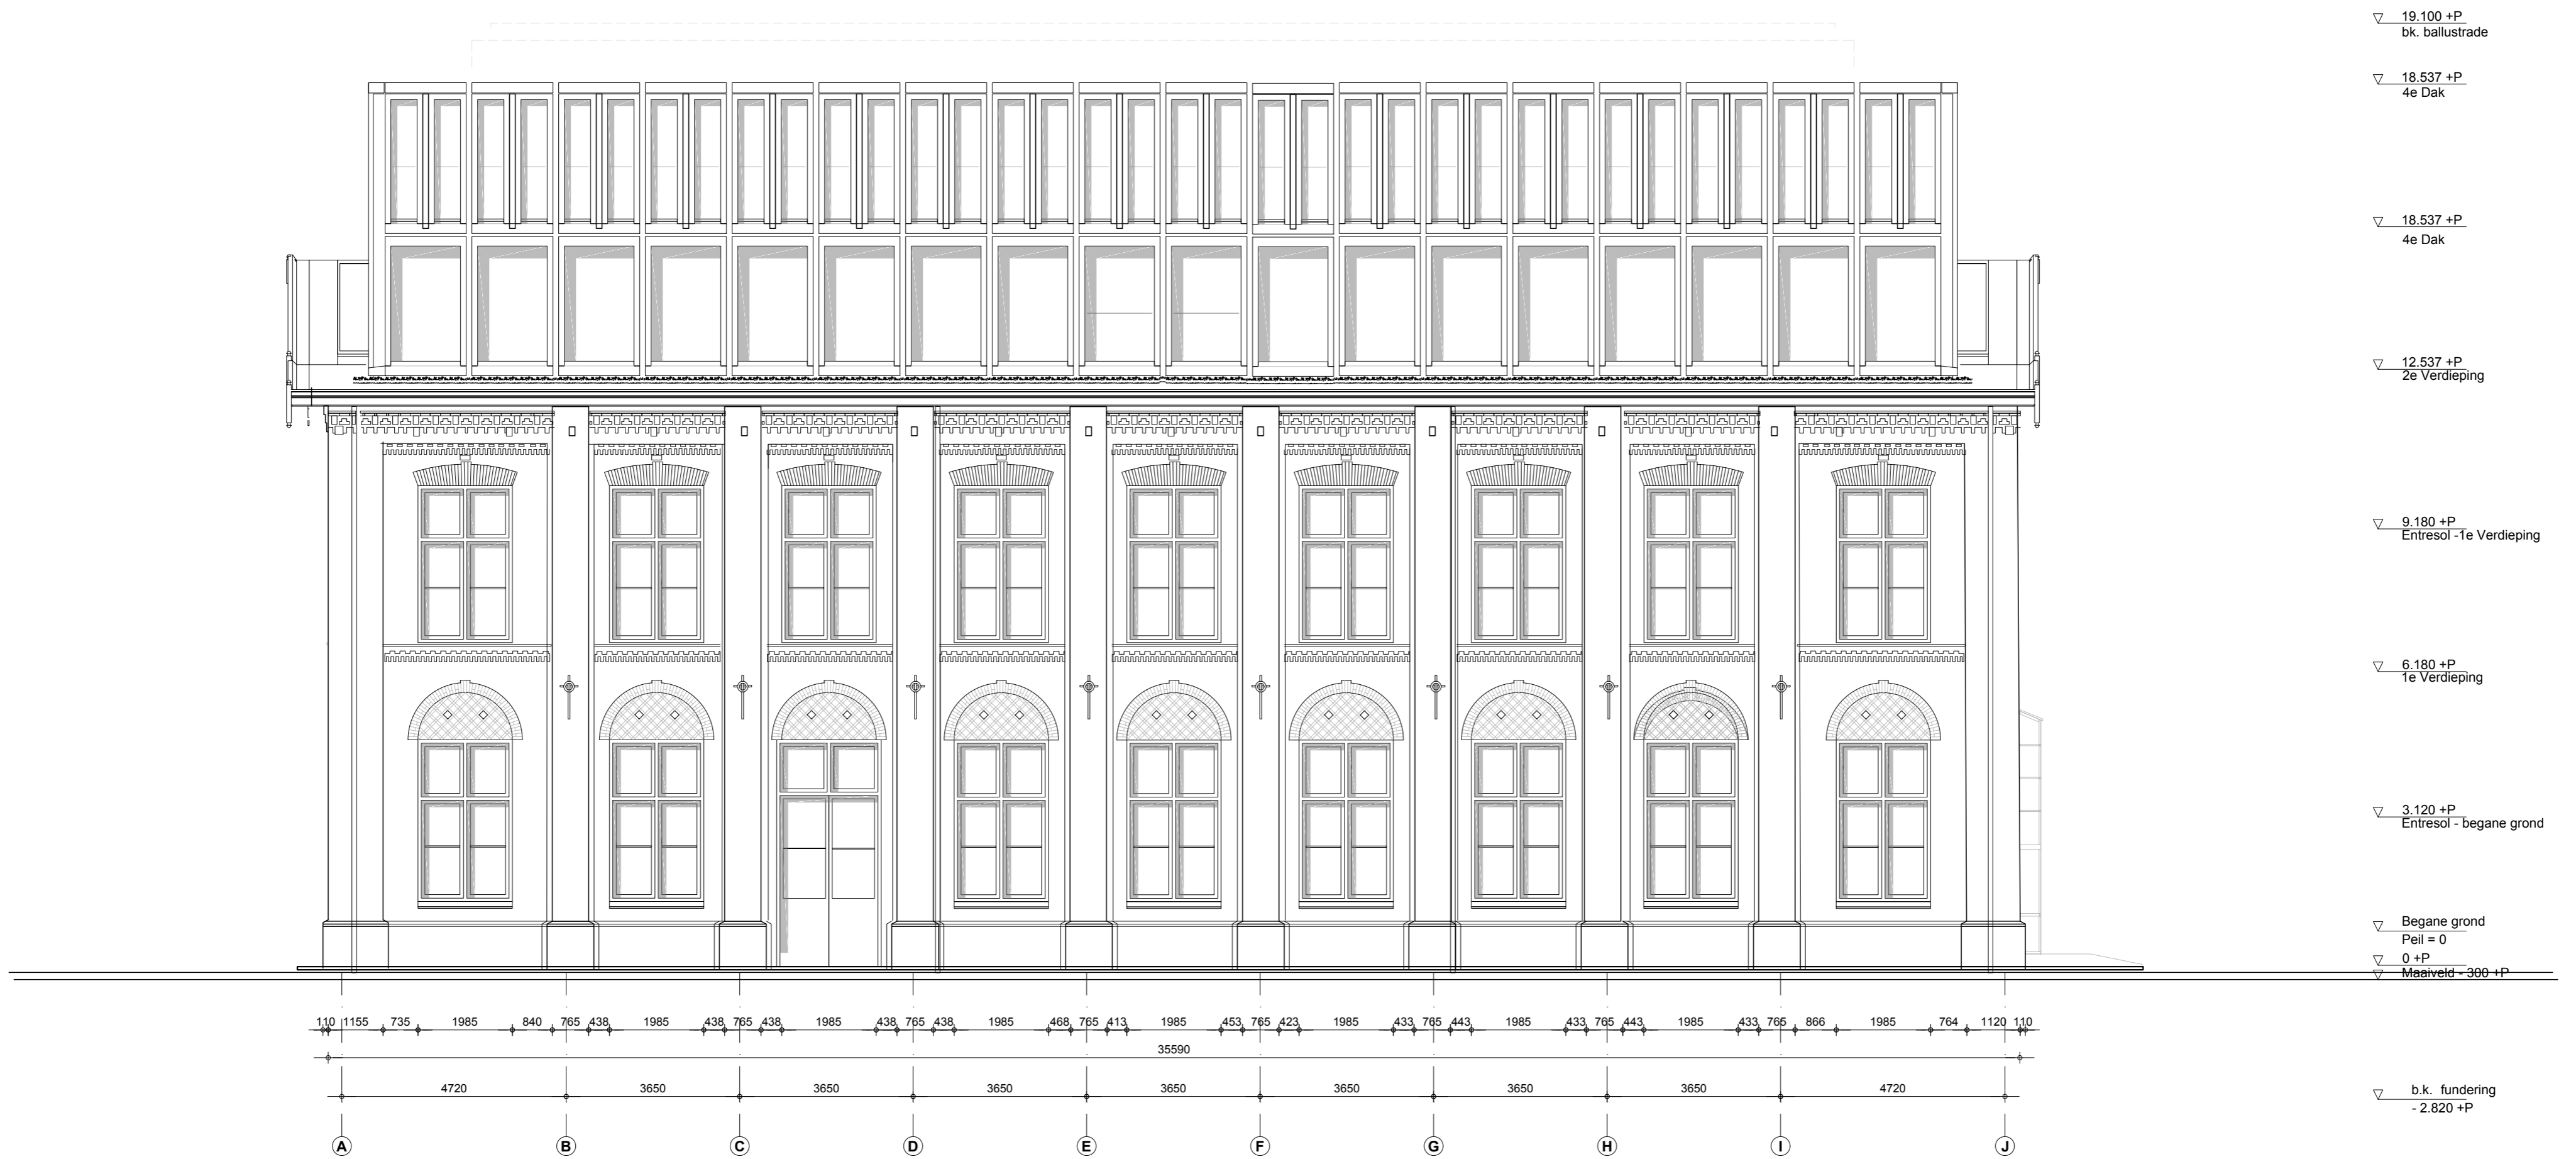 19.100 +P
bk. ballustrade
18.537 +P
4e Dak
18.537 +P
4e Dak
12.537 +P
2e Verdieping
9.180 +P
Entresol -1e Verdieping
6.180 +P
1e Verdieping
3.120 +P
Entresol - begane grond
Begane grond
Peil = 0
0 +P
Maaiveld - 300 +P
110 1155 735 1985 840 765 438 1985 438 765 438 1985 438 765 438 1985 468 765 413 1985 453 765 423 1985 433 765 443 1985 433 765 443 1985 433 765 866 1985 764 1120 110
35590
4720 3650 3650 3650 3650 3650 3650 3650 4720
b.k. fundering
- 2.820 +P
A B C D E F G H I J